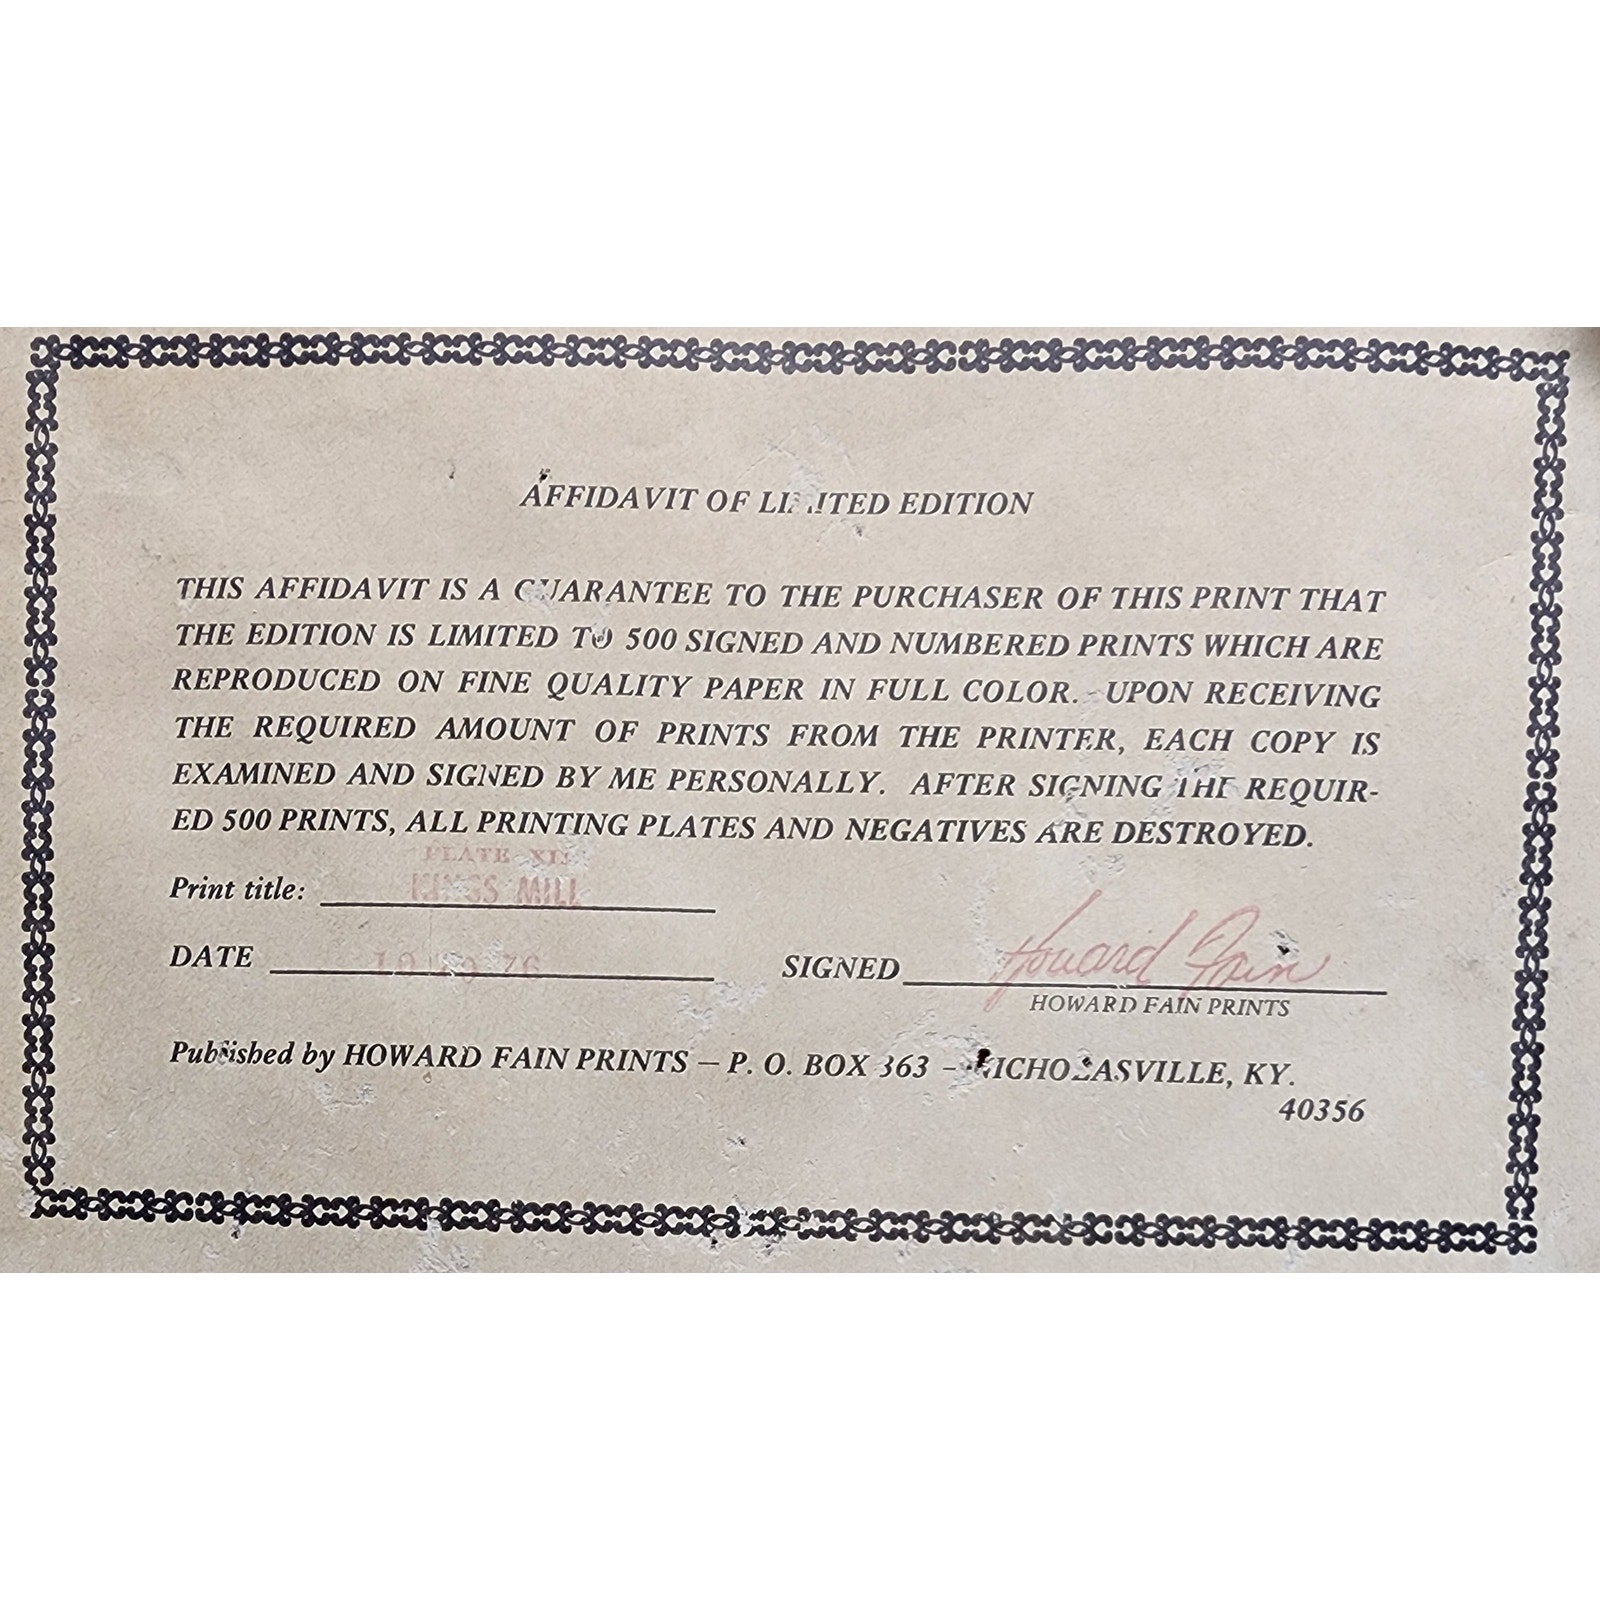 AFFIDAVIT OF LIMITED EDITION
THIS AFFIDAVIT IS A GUARANTEE TO THE PURCHASER OF THIS PRINT THAT
THE EDITION IS LIMITED TO 500 SIGNED AND NUMBERED PRINTS WHICH ARE
REPRODUCED ON FINE QUALITY PAPER IN FULL COLOR. UPON RECEIVING
THE REQUIRED AMOUNT OF PRINTS FROM THE PRINTER, EACH COPY IS
EXAMINED AND SIGNED BY ME PERSONALLY. AFTER SIGNING THE REQUIR-
ED 500 PRINTS, ALL PRINTING PLATES AND NEGATIVES ARE DESTROYED.
PLATE
Print title: KINGS MILL
DATE
SIGNED Howard Fain
HOWARD FAIN PRINTS
Published by HOWARD FAIN PRINTS — P. O. BOX 363 — NICHOLASVILLE, KY.
40356